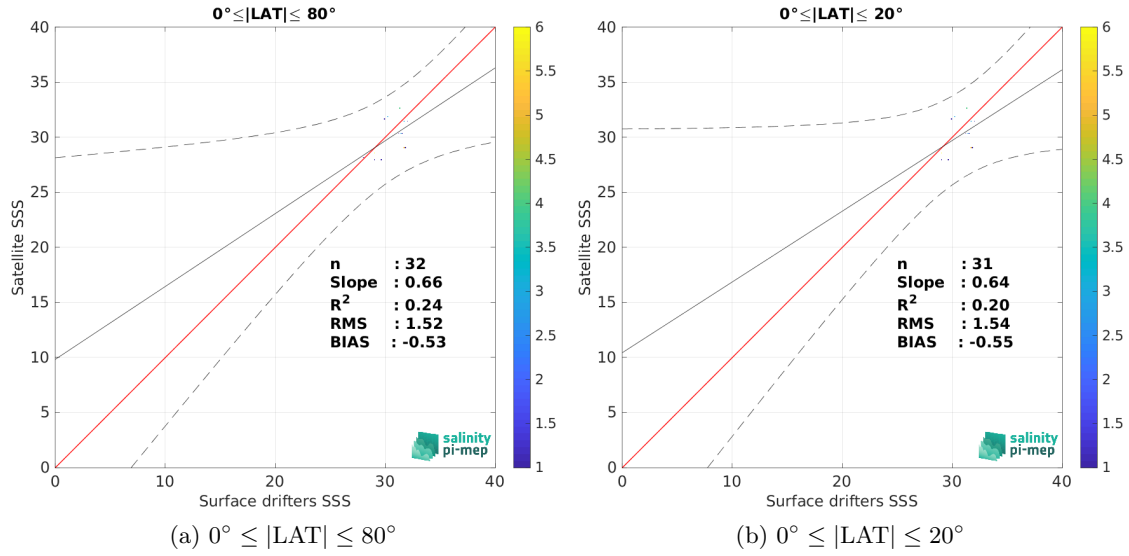 0°≤|LAT|≤ 80°
40
35
30
25
20
15
10
5
0
Satellite SSS
n : 32
Slope : 0.66
R² : 0.24
RMS : 1.52
BIAS : -0.53
salinity
pi-mep
0 10 20 30 40
Surface drifters SSS
6
5.5
5
4.5
4
3.5
3
2.5
2
1.5
1
(a) 0° ≤ |LAT| ≤ 80°
0°≤|LAT|≤ 20°
40
35
30
25
20
15
10
5
0
Satellite SSS
n : 31
Slope : 0.64
R² : 0.20
RMS : 1.54
BIAS : -0.55
salinity
pi-mep
0 10 20 30 40
Surface drifters SSS
6
5.5
5
4.5
4
3.5
3
2.5
2
1.5
1
(b) 0° ≤ |LAT| ≤ 20°